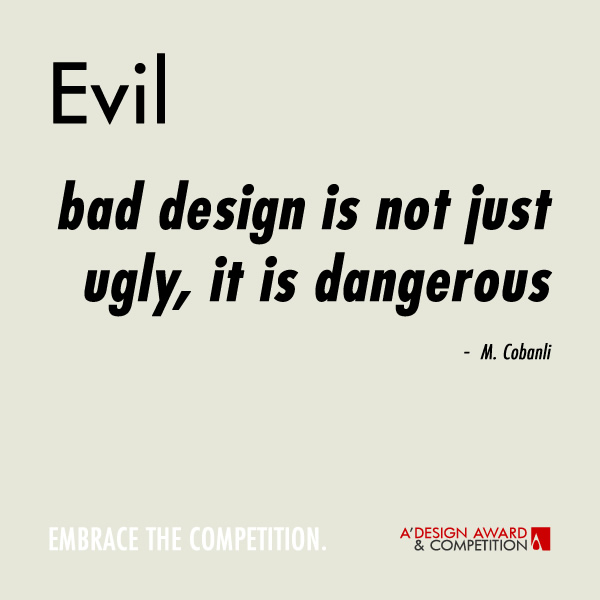 Evil
bad design is not just
ugly, it is dangerous
- M. Cobanli
EMBRACE THE COMPETITION.
A'DESIGN AWARD
& COMPETITION